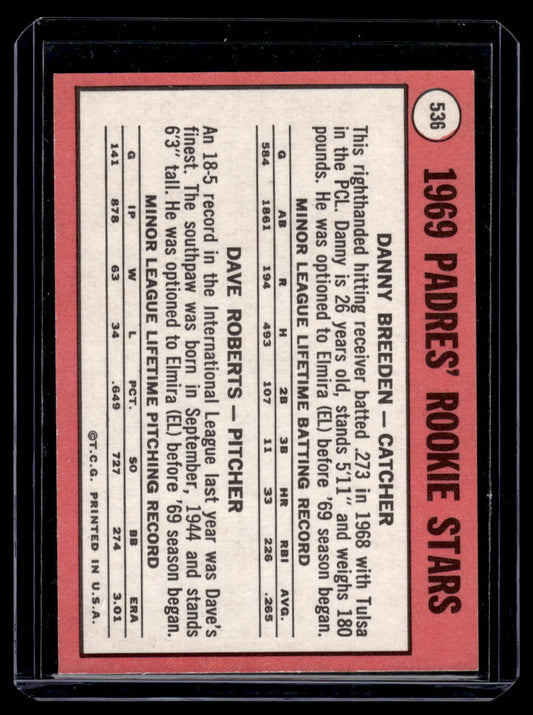 536
1969 PADRES' ROOKIE STARS
DANNY BREEDEN — CATCHER
This righthanded hitting receiver batted .273 in 1968 with Tulsa
in the PCL. Danny is 26 years old, stands 5'11" and weighs 180
pounds. He was optioned to Elmira (EL) before '69 season began.
MINOR LEAGUE LIFETIME BATTING RECORD
G AB R H 2B 3B HR RBI AVG.
584 1861 194 493 107 11 33 226 .265
DAVE ROBERTS — PITCHER
An 18-5 record in the International League last year was Dave's
finest. The southpaw was born in September, 1944 and stands
6'3" tall. He was optioned to Elmira (EL) before '69 season began.
MINOR LEAGUE LIFETIME PITCHING RECORD
G IP W L PCT. SO BB ERA
141 878 63 34 .649 727 274 3.01
©T.C.G. PRINTED IN U.S.A.